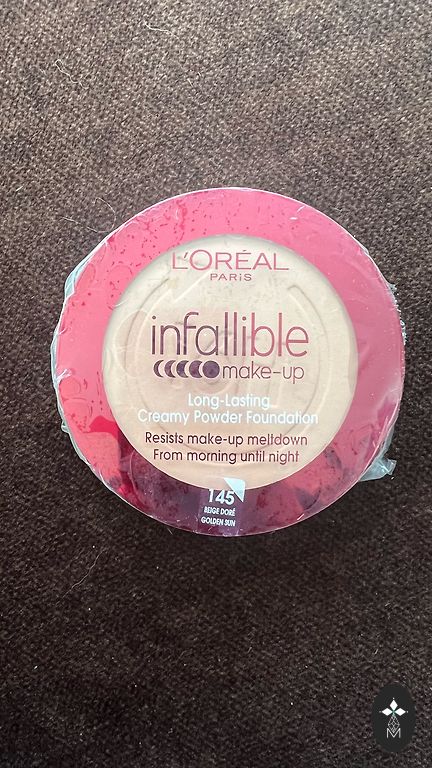 L'ORÉAL
PARIS
infallible
make-up
Long-Lasting
Creamy Powder Foundation
Resists make-up meltdown
From morning until night
145
BEIGE DORÉ
GOLDEN SUN
M